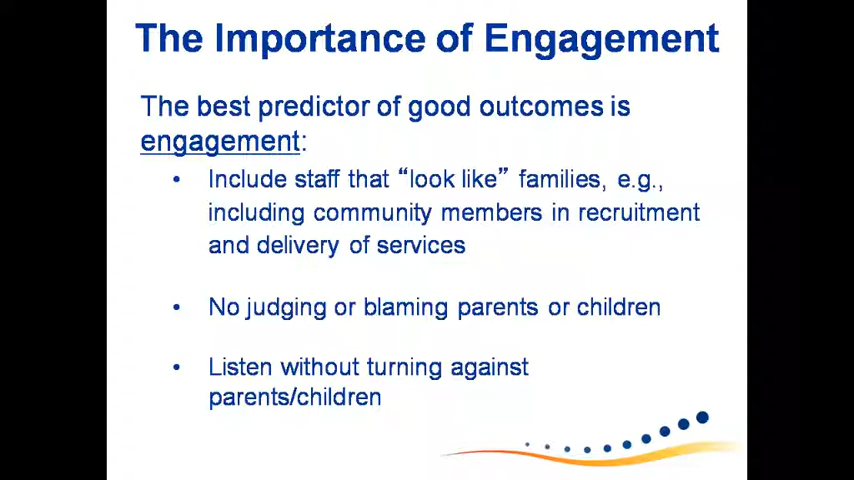 The Importance of Engagement
The best predictor of good outcomes is
engagement:
• Include staff that “look like” families, e.g.,
including community members in recruitment
and delivery of services
• No judging or blaming parents or children
• Listen without turning against
parents/children